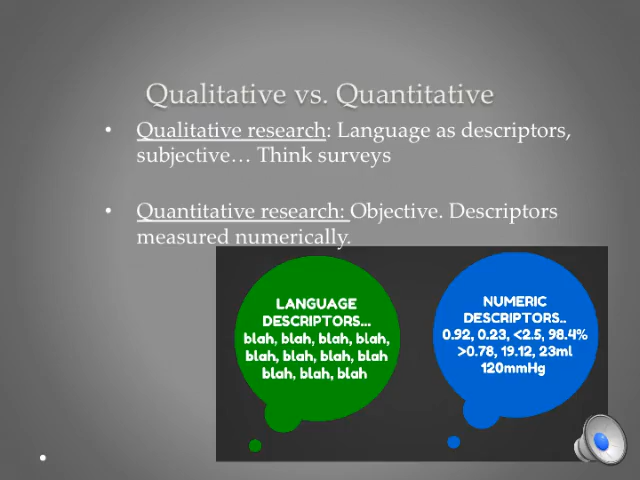 Qualitative vs. Quantitative
• Qualitative research: Language as descriptors,
subjective… Think surveys
• Quantitative research: Objective. Descriptors
measured numerically.
LANGUAGE
DESCRIPTORS...
blah, blah, blah, blah,
blah, blah, blah, blah
blah, blah, blah
NUMERIC
DESCRIPTORS..
0.92, 0.23, <2.5, 98.4%
>0.78, 19.12, 23ml
120mmHg